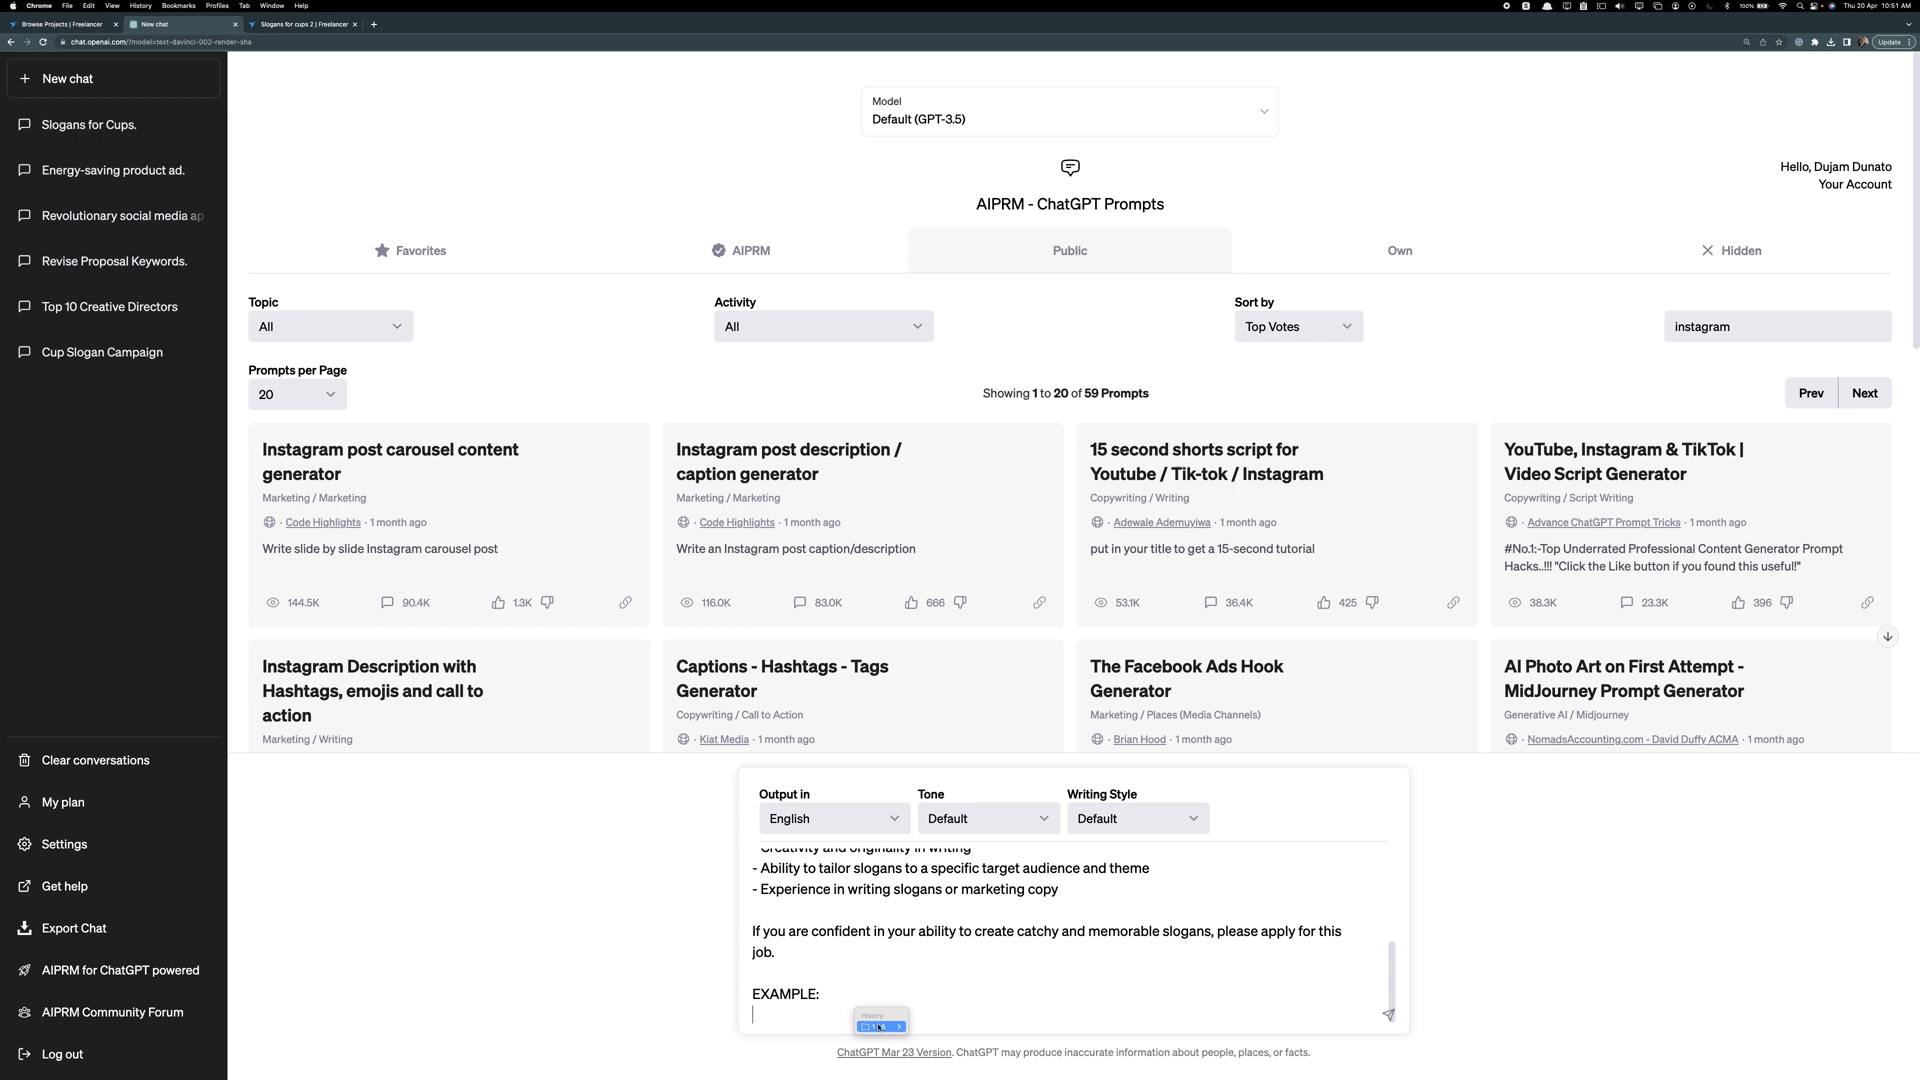 Chrome File Edit View History Bookmarks Profiles Tab Window Help
100% Thu 20 Apr 10:51 AM
Browse Projects | Freelancer
New chat
Slogans for cups 2 | Freelancer
chat.openai.com/?model=text-davinci-002-render-sha
Update
New chat
Slogans for Cups.
Energy-saving product ad.
Revolutionary social media ap
Revise Proposal Keywords.
Top 10 Creative Directors
Cup Slogan Campaign
Clear conversations
My plan
Settings
Get help
Export Chat
AIPRM for ChatGPT powered
AIPRM Community Forum
Log out
Model
Default (GPT-3.5)
Hello, Dujam Dunato
Your Account
AIPRM - ChatGPT Prompts
Favorites
AIPRM
Public
Own
Hidden
Topic
All
Activity
All
Sort by
Top Votes
instagram
Prompts per Page
20
Showing 1 to 20 of 59 Prompts
Prev
Next
Instagram post carousel content
generator
Marketing / Marketing
· Code Highlights · 1 month ago
Write slide by slide Instagram carousel post
144.5K
90.4K
1.3K
Instagram post description /
caption generator
Marketing / Marketing
· Code Highlights · 1 month ago
Write an Instagram post caption/description
116.0K
83.0K
666
15 second shorts script for
Youtube / Tik-tok / Instagram
Copywriting / Writing
· Adewale Ademuyiwa · 1 month ago
put in your title to get a 15-second tutorial
53.1K
36.4K
425
YouTube, Instagram & TikTok |
Video Script Generator
Copywriting / Script Writing
· Advance ChatGPT Prompt Tricks · 1 month ago
#No.1:-Top Underrated Professional Content Generator Prompt
Hacks..!!! "Click the Like button if you found this useful!"
38.3K
23.3K
396
Instagram Description with
Hashtags, emojis and call to
action
Marketing / Writing
Captions - Hashtags - Tags
Generator
Copywriting / Call to Action
· Kiat Media · 1 month ago
The Facebook Ads Hook
Generator
Marketing / Places (Media Channels)
· Brian Hood · 1 month ago
AI Photo Art on First Attempt -
MidJourney Prompt Generator
Generative AI / Midjourney
· NomadsAccounting.com - David Duffy ACMA · 1 month ago
Output in
English
Tone
Default
Writing Style
Default
Creativity and originality in writing
- Ability to tailor slogans to a specific target audience and theme
- Experience in writing slogans or marketing copy
If you are confident in your ability to create catchy and memorable slogans, please apply for this
job.
EXAMPLE:
History
ChatGPT Mar 23 Version. ChatGPT may produce inaccurate information about people, places, or facts.